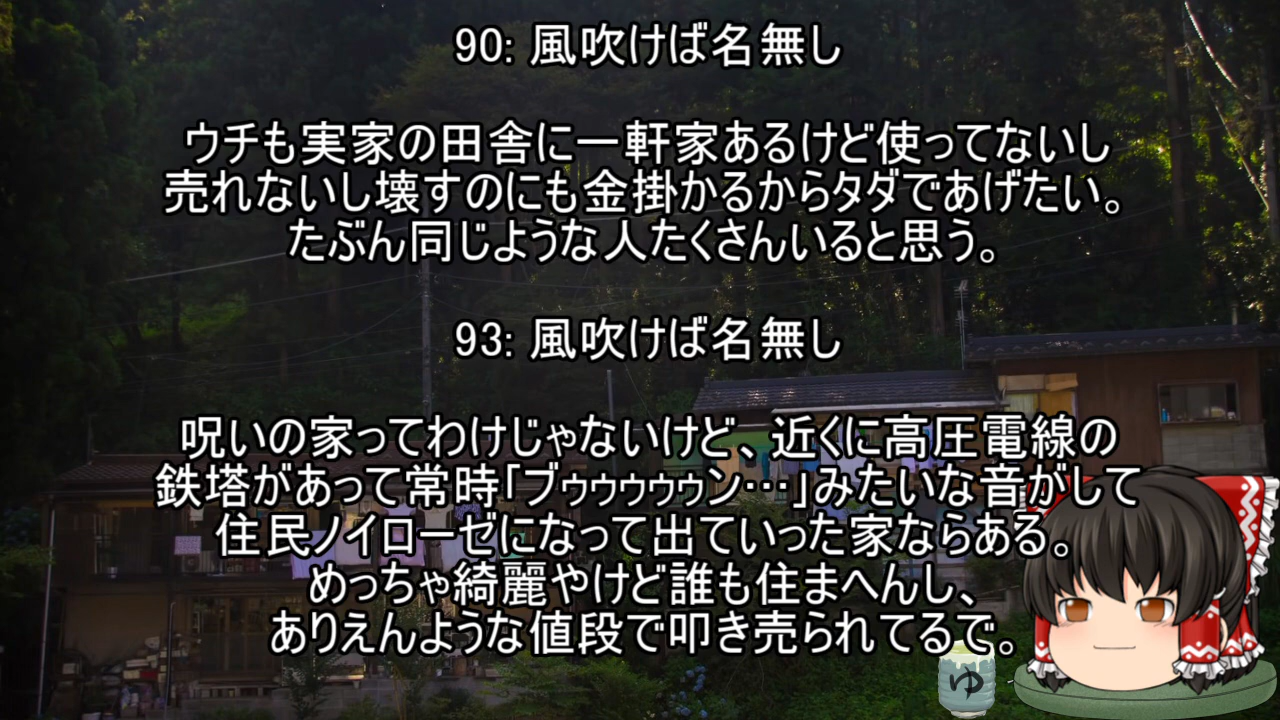 90: 風吹けば名無し
ウチも実家の田舎に一軒家あるけど使ってないし
売れないし壊すのにも金掛かるからタダであげたい。
たぶん同じような人たくさんいると思う。
93: 風吹けば名無し
呪いの家ってわけじゃないけど、近くに高圧電線の
鉄塔があって常時「ブゥゥゥゥゥン…」みたいな音がして
住民ノイローゼになって出ていった家ならある。
めっちゃ綺麗やけど誰も住まへんし、
ありえんような値段で叩き売られてるで。
ゆ